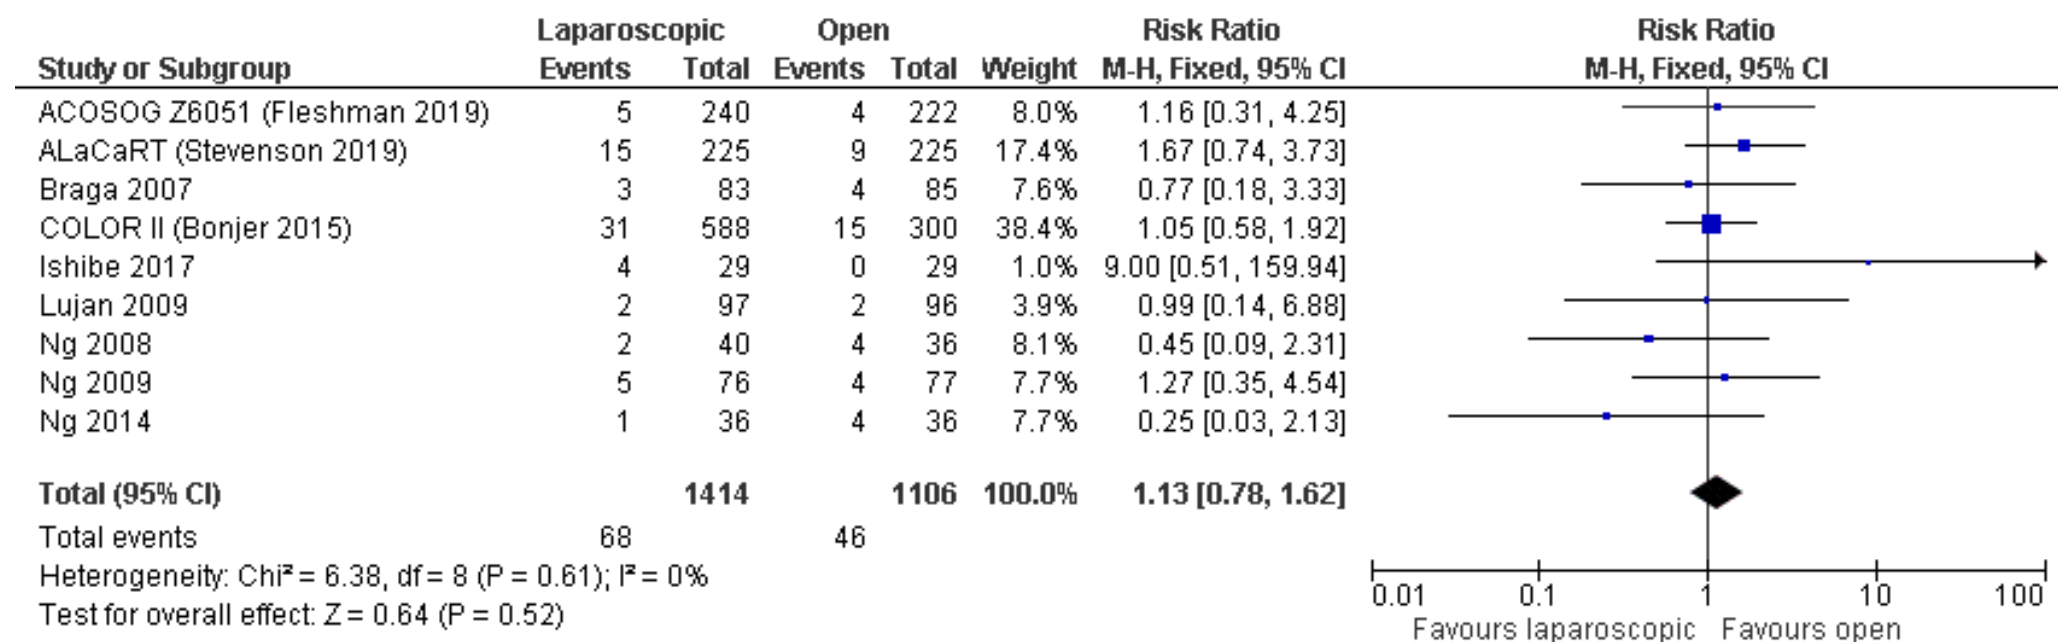 Laparoscopic Open Risk Ratio Risk Ratio
Study or Subgroup Events Total Events Total Weight M-H, Fixed, 95% CI M-H, Fixed, 95% CI
ACOSOG Z6051 (Fleshman 2019) 5 240 4 222 8.0% 1.16 [0.31, 4.25]
ALaCaRT (Stevenson 2019) 15 225 9 225 17.4% 1.67 [0.74, 3.73]
Braga 2007 3 83 4 85 7.6% 0.77 [0.18, 3.33]
COLOR II (Bonjer 2015) 31 588 15 300 38.4% 1.05 [0.58, 1.92]
Ishibe 2017 4 29 0 29 1.0% 9.00 [0.51, 159.94]
Lujan 2009 2 97 2 96 3.9% 0.99 [0.14, 6.88]
Ng 2008 2 40 4 36 8.1% 0.45 [0.09, 2.31]
Ng 2009 5 76 4 77 7.7% 1.27 [0.35, 4.54]
Ng 2014 1 36 4 36 7.7% 0.25 [0.03, 2.13]
Total (95% CI) 1414 1106 100.0% 1.13 [0.78, 1.62]
Total events 68 46
Heterogeneity: Chi² = 6.38, df = 8 (P = 0.61); I² = 0%
Test for overall effect: Z = 0.64 (P = 0.52)
0.01 0.1 1 10 100
Favours laparoscopic Favours open